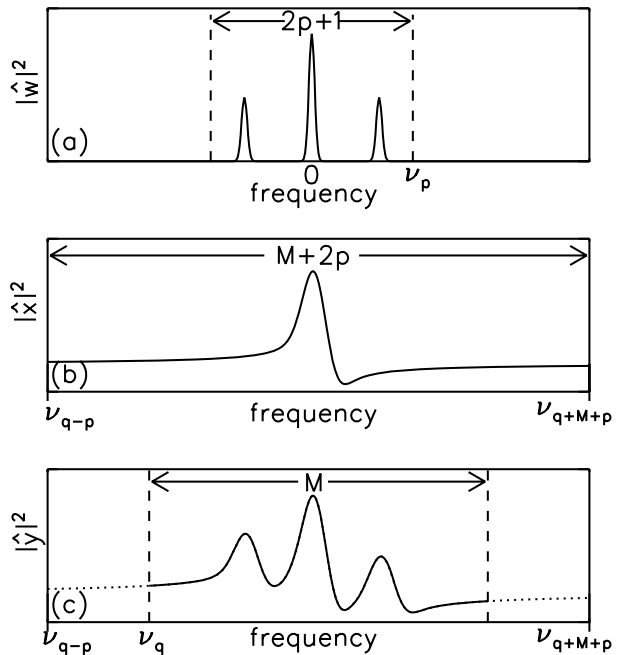 2p+1
|ŵ|²
(a)
0
ν_p
frequency
M+2p
|x̂|²
(b)
ν_{q-p}
frequency
ν_{q+M+p}
M
|ŷ|²
(c)
ν_{q-p}
ν_q
frequency
ν_{q+M+p}